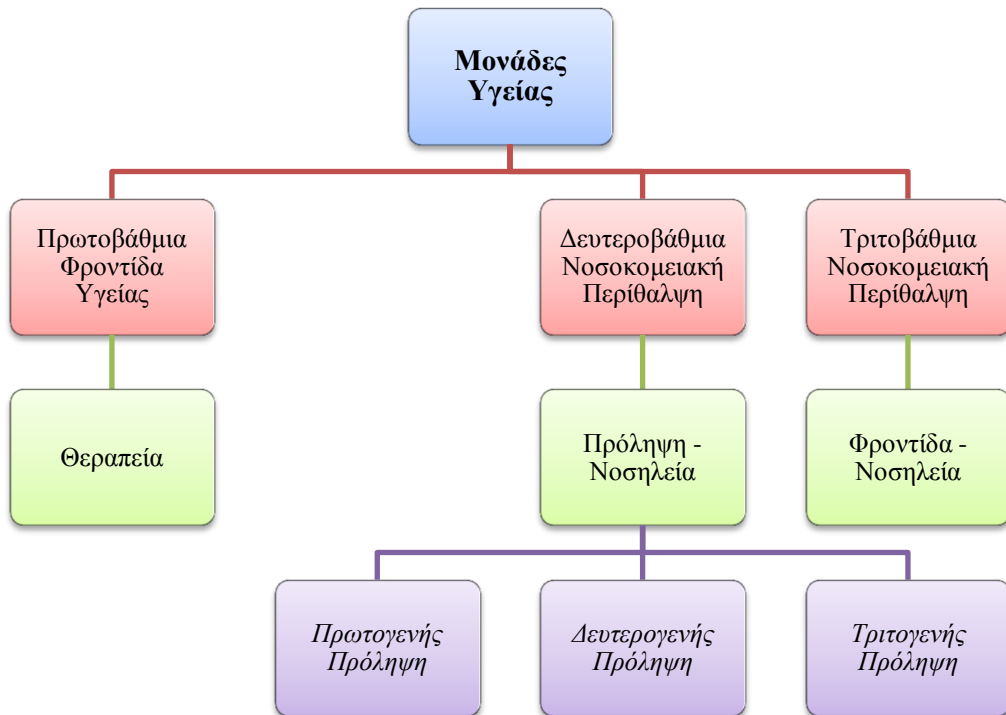 Μονάδες
Υγείας
Πρωτοβάθμια
Φροντίδα
Υγείας
Δευτεροβάθμια
Νοσοκομειακή
Περίθαλψη
Τριτοβάθμια
Νοσοκομειακή
Περίθαλψη
Θεραπεία
Πρόληψη -
Νοσηλεία
Φροντίδα -
Νοσηλεία
Πρωτογενής
Πρόληψη
Δευτερογενής
Πρόληψη
Τριτογενής
Πρόληψη